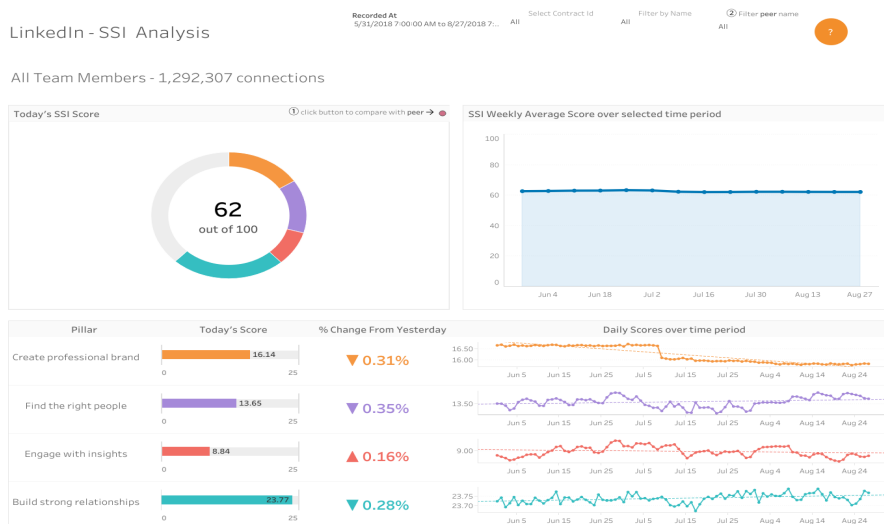 LinkedIn - SSI Analysis
Recorded At
5/31/2018 7:00:00 AM to 8/27/2018 7:..
Select Contract Id
All
Filter by Name
All
② Filter peer name
All
?
All Team Members - 1,292,307 connections
Today's SSI Score
① click button to compare with peer →
62
out of 100
SSI Weekly Average Score over selected time period
100
80
60
40
20
0
Jun 4 Jun 18 Jul 2 Jul 16 Jul 30 Aug 13 Aug 27
Pillar Today's Score % Change From Yesterday Daily Scores over time period
Create professional brand 16.14 ▼ 0.31% 16.50
16.00
0 25 Jun 5 Jun 15 Jun 25 Jul 5 Jul 15 Jul 25 Aug 4 Aug 14 Aug 24
Find the right people 13.65 ▼ 0.35% 13.50
0 25 Jun 5 Jun 15 Jun 25 Jul 5 Jul 15 Jul 25 Aug 4 Aug 14 Aug 24
Engage with insights 8.84 ▲ 0.16% 9.00
0 25 Jun 5 Jun 15 Jun 25 Jul 5 Jul 15 Jul 25 Aug 4 Aug 14 Aug 24
Build strong relationships 23.77 ▼ 0.28% 23.75
23.70
0 25 Jun 5 Jun 15 Jun 25 Jul 5 Jul 15 Jul 25 Aug 4 Aug 14 Aug 24